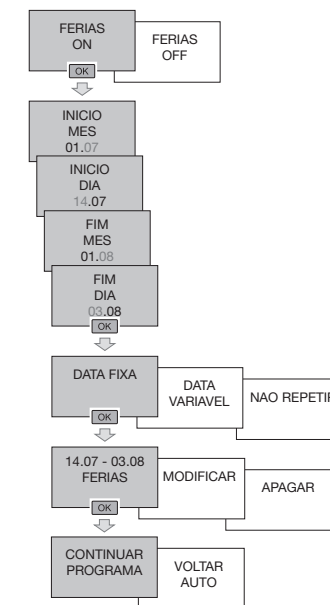 FERIAS
ON
FERIAS
OFF
OK
INICIO
MES
01.07
INICIO
DIA
14.07
FIM
MES
01.08
FIM
DIA
03.08
OK
DATA FIXA
DATA
VARIAVEL
NAO REPETIR
OK
14.07 - 03.08
FERIAS
MODIFICAR
APAGAR
OK
CONTINUAR
PROGRAMA
VOLTAR
AUTO